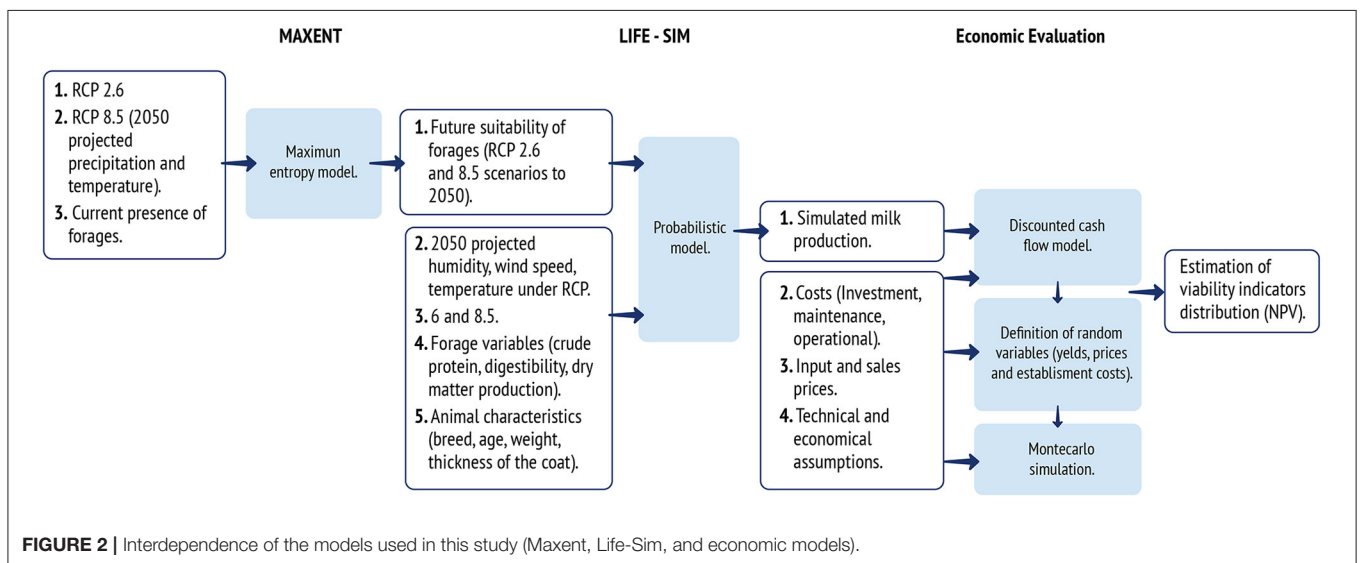 MAXENT
LIFE - SIM
Economic Evaluation
1. RCP 2.6
2. RCP 8.5 (2050
projected
precipitation and
temperature).
3. Current presence of
forages.
Maximun
entropy model.
1. Future suitability of
forages (RCP 2.6
and 8.5 scenarios to
2050).
2. 2050 projected
humidity, wind speed,
temperature under RCP.
3. 6 and 8.5.
4. Forage variables (crude
protein, digestibility, dry
matter production).
5. Animal characteristics
(breed, age, weight,
thickness of the coat).
Probabilistic
model.
1. Simulated milk
production.
2. Costs (Investment,
maintenance,
operational).
3. Input and sales
prices.
4. Technical and
economical
assumptions.
Discounted cash
flow model.
Definition of random
variables (yelds, prices
and establisment costs).
Montecarlo
simulation.
Estimation of
viability indicators
distribution (NPV).
FIGURE 2 | Interdependence of the models used in this study (Maxent, Life-Sim, and economic models).